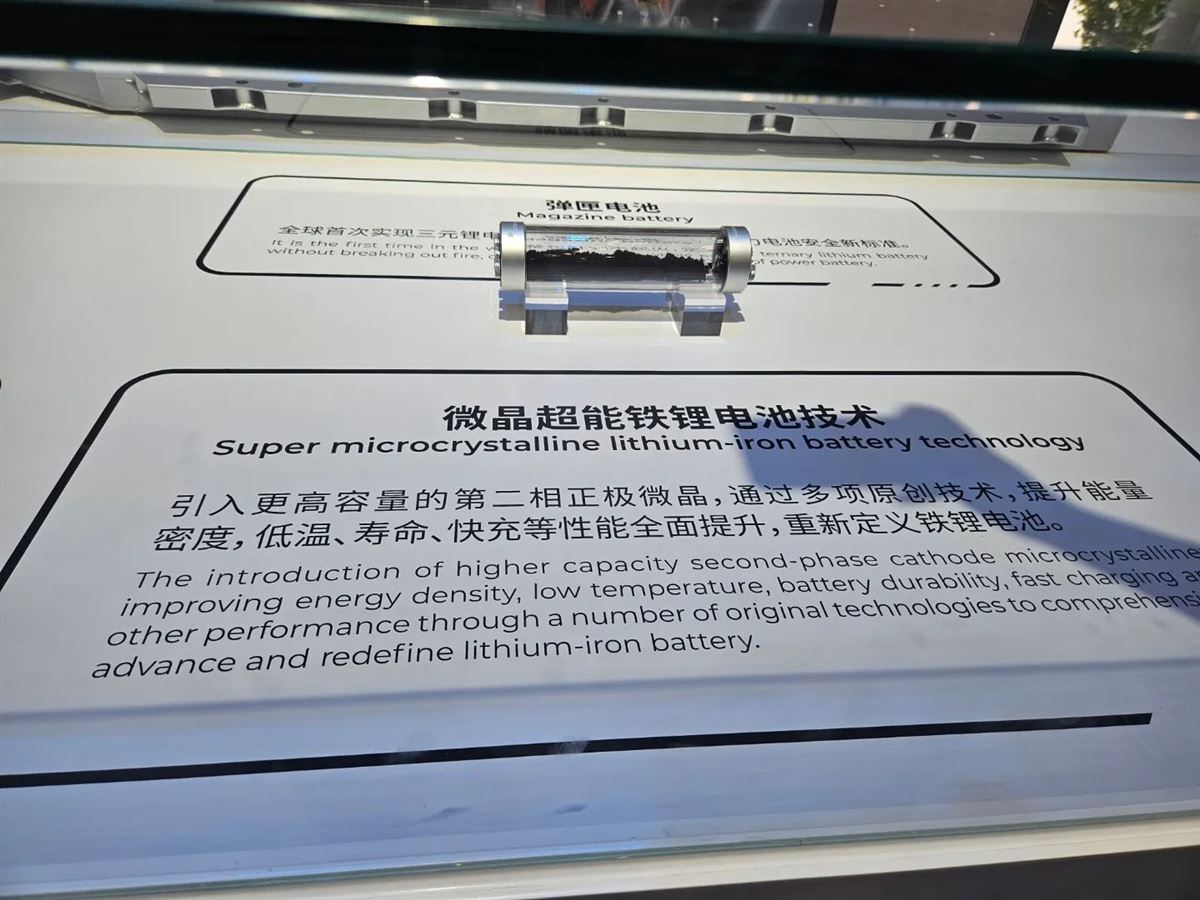 弹匣电池
Magazine battery
全球首次实现三元锂电 电池安全新标准。
It is the first time in the ternary lithium battery
without breaking out fire, of power battery.
微晶超能铁锂电池技术
Super microcrystalline lithium-iron battery technology
引入更高容量的第二相正极微晶，通过多项原创技术，提升能量
密度，低温、寿命、快充等性能全面提升，重新定义铁锂电池。
The introduction of higher capacity second-phase cathode microcrystalline
improving energy density, low temperature, battery durability, fast charging
other performance through a number of original technologies to
advance and redefine lithium-iron battery.